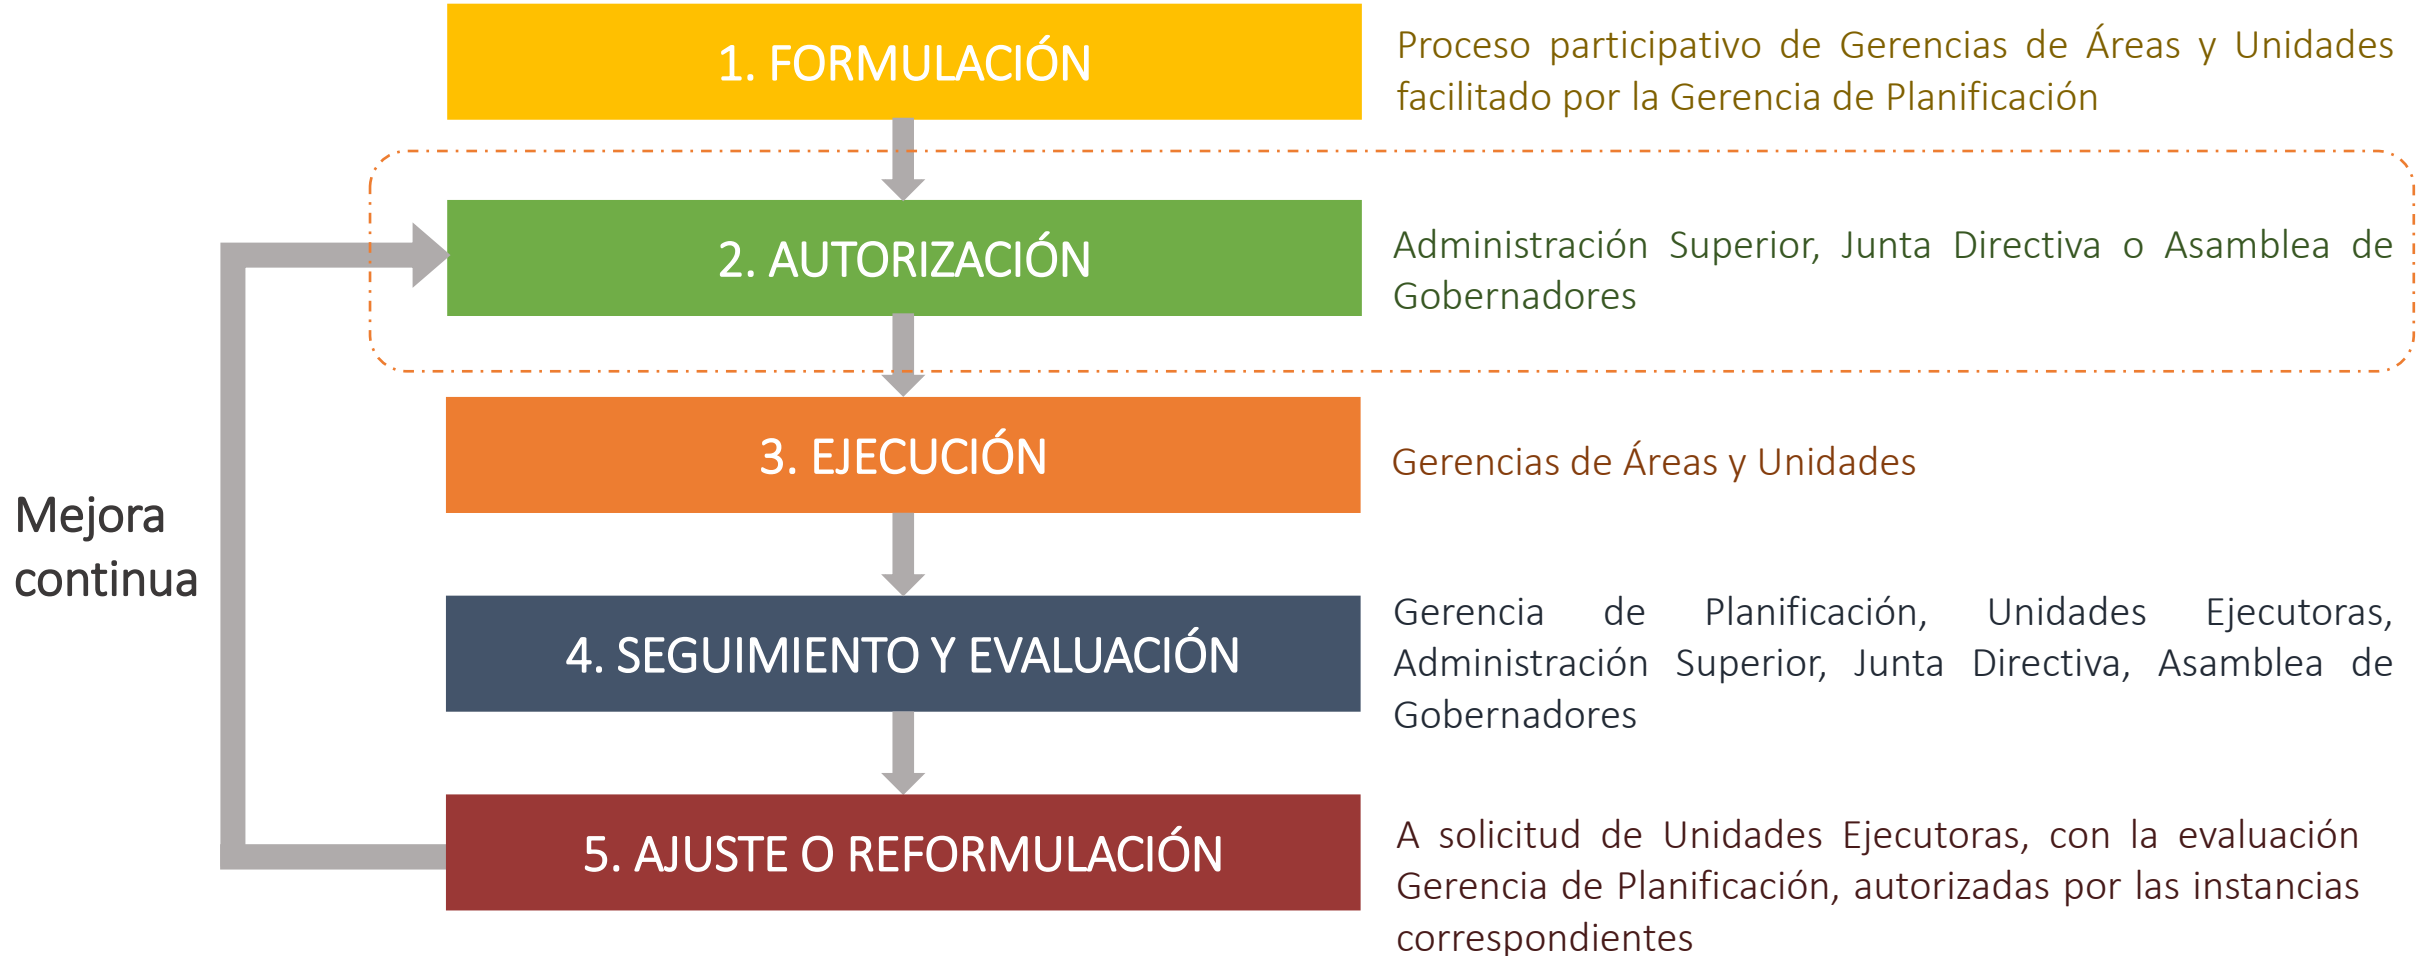 1. FORMULACIÓN
Proceso participativo de Gerencias de Áreas y Unidades
facilitado por la Gerencia de Planificación
2. AUTORIZACIÓN
Administración Superior, Junta Directiva o Asamblea de
Gobernadores
3. EJECUCIÓN
Gerencias de Áreas y Unidades
Mejora
continua
4. SEGUIMIENTO Y EVALUACIÓN
Gerencia de Planificación, Unidades Ejecutoras,
Administración Superior, Junta Directiva, Asamblea de
Gobernadores
5. AJUSTE O REFORMULACIÓN
A solicitud de Unidades Ejecutoras, con la evaluación
Gerencia de Planificación, autorizadas por las instancias
correspondientes